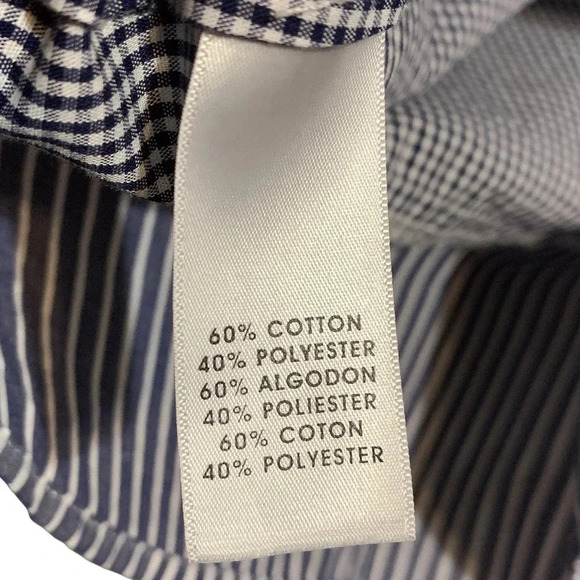 60% COTTON
40% POLYESTER
60% ALGODON
40% POLIESTER
60% COTON
40% POLYESTER